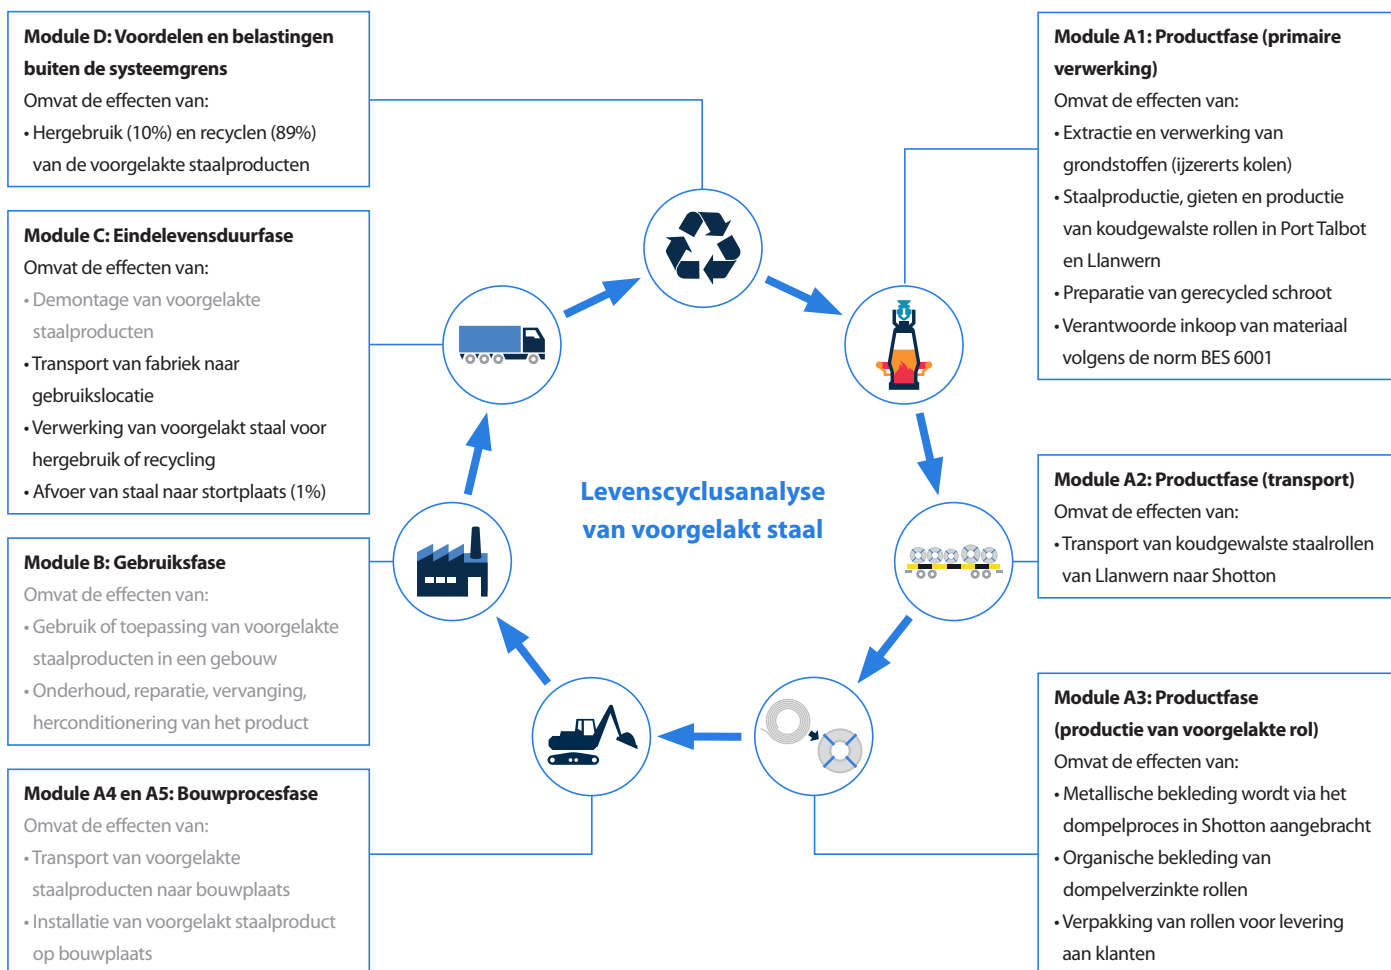 Module D: Voordelen en belastingen
buiten de systeemgrens
Omvat de effecten van:
• Hergebruik (10%) en recyclen (89%)
van de voorgelakte staalproducten
Module C: Eindelevensduurfase
Omvat de effecten van:
• Demontage van voorgelakte
staalproducten
• Transport van fabriek naar
gebruikslocatie
• Verwerking van voorgelakt staal voor
hergebruik of recycling
• Afvoer van staal naar stortplaats (1%)
Module B: Gebruiksfase
Omvat de effecten van:
• Gebruik of toepassing van voorgelakte
staalproducten in een gebouw
• Onderhoud, reparatie, vervanging,
herconditionering van het product
Module A4 en A5: Bouwprocesfase
Omvat de effecten van:
• Transport van voorgelakte
staalproducten naar bouwplaats
• Installatie van voorgelakt staalproduct
op bouwplaats
Levenscyclusanalyse
van voorgelakt staal
Module A1: Productfase (primaire
verwerking)
Omvat de effecten van:
• Extractie en verwerking van
grondstoffen (ijzererts kolen)
• Staalproductie, gieten en productie
van koudgewalste rollen in Port Talbot
en Llanwern
• Preparatie van gerecycled schroot
• Verantwoorde inkoop van materiaal
volgens de norm BES 6001
Module A2: Productfase (transport)
Omvat de effecten van:
• Transport van koudgewalste staalrollen
van Llanwern naar Shotton
Module A3: Productfase
(productie van voorgelakte rol)
Omvat de effecten van:
• Metallische bekleding wordt via het
dompelproces in Shotton aangebracht
• Organische bekleding van
dompelverzinkte rollen
• Verpakking van rollen voor levering
aan klanten